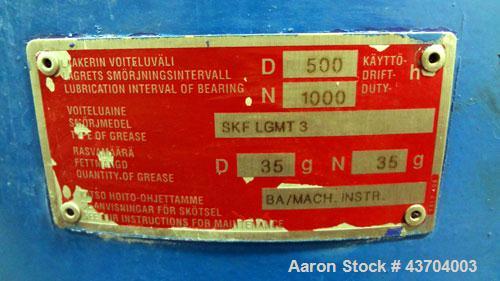 LAAKERIN VOITELUVÄLI D 500 KÄYTTÖ-
LAGRETS SMÖRJNINGSINTERVALL DRIFT- h
LUBRICATION INTERVAL OF BEARING N 1000 DUTY-
VOITELUAINE
SMÖRJMEDEL SKF LGMT 3
TYPE OF GREASE
RASVAMÄÄRÄ
FETTMÄNGD D 35 g N 35 g
QUANTITY OF GREASE
KATSO HOITO-OHJETTAMME
ANVISNINGAR FÖR SKÖTSEL BA/MACH. INSTR.
SEE OUR INSTRUCTIONS FOR MAINTENANCE
Aaron Stock # 43704003